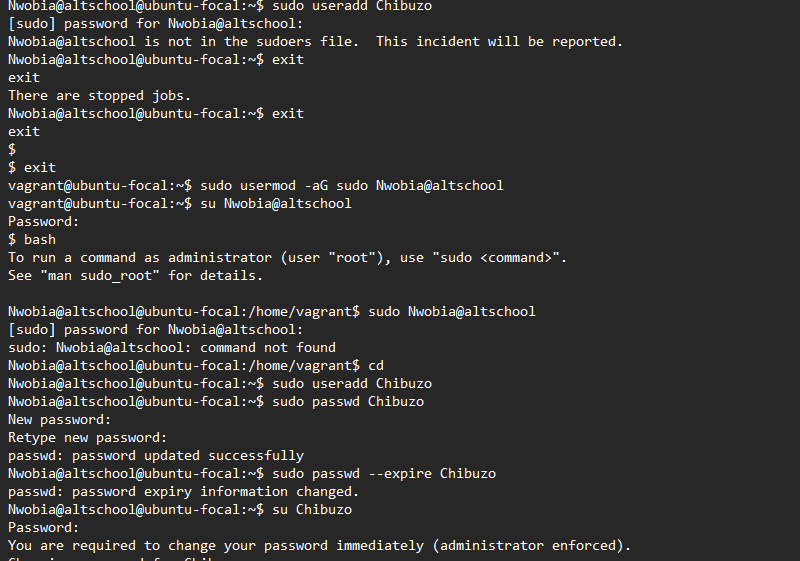 Nwobia@altschool@ubuntu-focal:~$ sudo useradd Chibuzo
[sudo] password for Nwobia@altschool:
Nwobia@altschool is not in the sudoers file.  This incident will be reported.
Nwobia@altschool@ubuntu-focal:~$ exit
exit
There are stopped jobs.
Nwobia@altschool@ubuntu-focal:~$ exit
exit
$
$ exit
vagrant@ubuntu-focal:~$ sudo usermod -aG sudo Nwobia@altschool
vagrant@ubuntu-focal:~$ su Nwobia@altschool
Password:
$ bash
To run a command as administrator (user "root"), use "sudo <command>".
See "man sudo_root" for details.
Nwobia@altschool@ubuntu-focal:/home/vagrant$ sudo Nwobia@altschool
[sudo] password for Nwobia@altschool:
sudo: Nwobia@altschool: command not found
Nwobia@altschool@ubuntu-focal:/home/vagrant$ cd
Nwobia@altschool@ubuntu-focal:~$ sudo useradd Chibuzo
Nwobia@altschool@ubuntu-focal:~$ sudo passwd Chibuzo
New password:
Retype new password:
passwd: password updated successfully
Nwobia@altschool@ubuntu-focal:~$ sudo passwd --expire Chibuzo
passwd: password expiry information changed.
Nwobia@altschool@ubuntu-focal:~$ su Chibuzo
Password:
You are required to change your password immediately (administrator enforced).